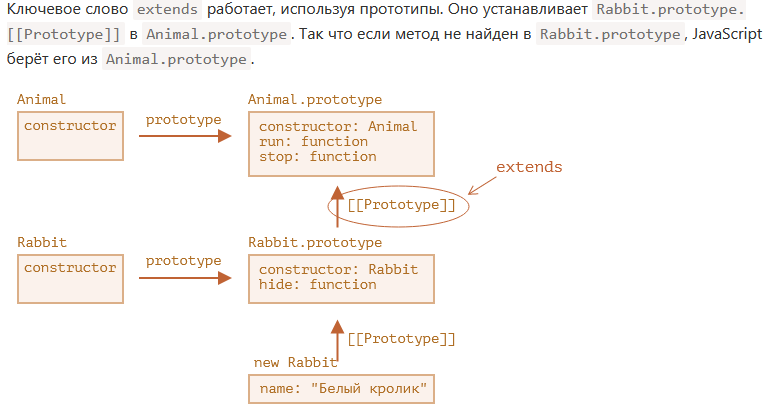 Ключевое слово extends работает, используя прототипы. Оно устанавливает Rabbit.prototype.
[[Prototype]] в Animal.prototype. Так что если метод не найден в Rabbit.prototype, JavaScript
берёт его из Animal.prototype.
Animal
constructor
prototype
Animal.prototype
constructor: Animal
run: function
stop: function
extends
[[Prototype]]
Rabbit
constructor
prototype
Rabbit.prototype
constructor: Rabbit
hide: function
[[Prototype]]
new Rabbit
name: "Белый кролик"